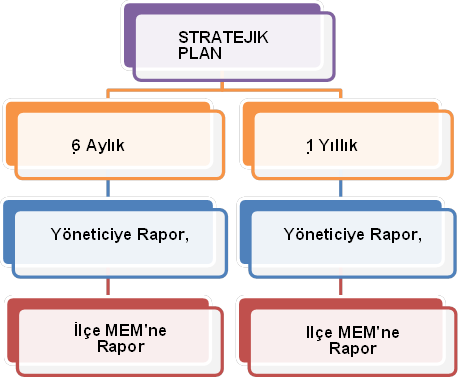 STRATEJIK
PLAN
6 Aylık
1 Yıllık
Yöneticiye Rapor,
Yöneticiye Rapor,
İlçe MEM'ne
Rapor
Ilçe MEM'ne
Rapor